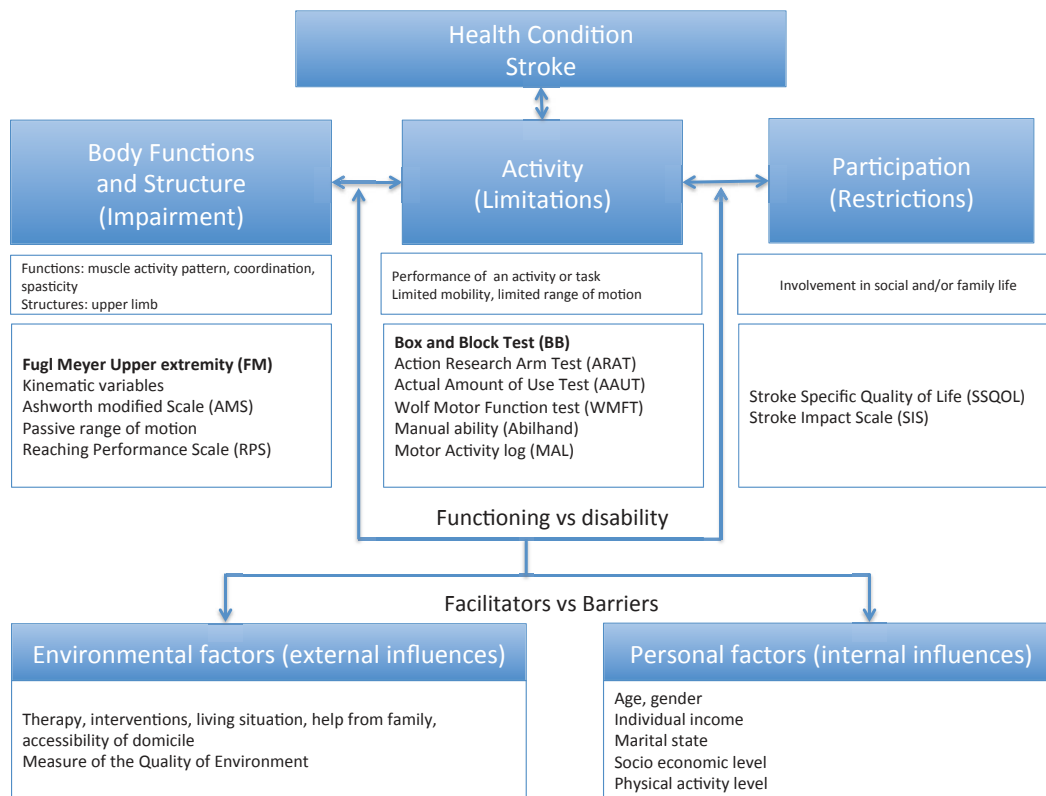 Health Condition
Stroke
Body Functions
and Structure
(Impairment)
Activity
(Limitations)
Participation
(Restrictions)
Functions: muscle activity pattern, coordination,
spasticity
Structures: upper limb
Performance of an activity or task
Limited mobility, limited range of motion
Involvement in social and/or family life
Fugl Meyer Upper extremity (FM)
Kinematic variables
Ashworth modified Scale (AMS)
Passive range of motion
Reaching Performance Scale (RPS)
Box and Block Test (BB)
Action Research Arm Test (ARAT)
Actual Amount of Use Test (AAUT)
Wolf Motor Function test (WMFT)
Manual ability (Abilhand)
Motor Activity log (MAL)
Stroke Specific Quality of Life (SSQOL)
Stroke Impact Scale (SIS)
Functioning vs disability
Facilitators vs Barriers
Environmental factors (external influences)
Therapy, interventions, living situation, help from family,
accessibility of domicile
Measure of the Quality of Environment
Personal factors (internal influences)
Age, gender
Individual income
Marital state
Socio economic level
Physical activity level